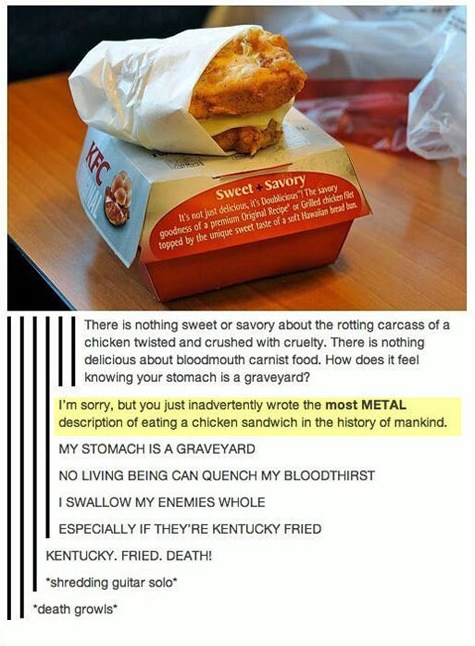 KFC
Sweet + Savory
It's not just delicious, it's Doublicious™! The savory
goodness of a premium Original Recipe® or Grilled chicken filet
topped by the unique sweet taste of a soft Hawaiian bread bun.
There is nothing sweet or savory about the rotting carcass of a
chicken twisted and crushed with cruelty. There is nothing
delicious about bloodmouth carnist food. How does it feel
knowing your stomach is a graveyard?
I'm sorry, but you just inadvertently wrote the most METAL
description of eating a chicken sandwich in the history of mankind.
MY STOMACH IS A GRAVEYARD
NO LIVING BEING CAN QUENCH MY BLOODTHIRST
I SWALLOW MY ENEMIES WHOLE
ESPECIALLY IF THEY'RE KENTUCKY FRIED
KENTUCKY. FRIED. DEATH!
*shredding guitar solo*
*death growls*